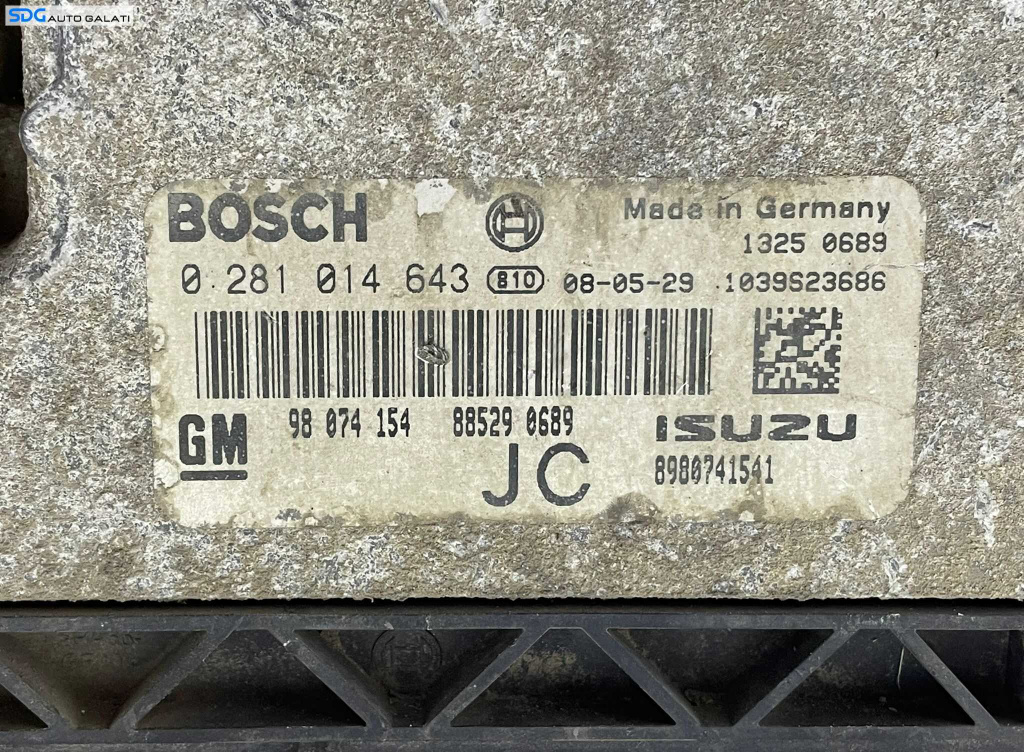 SDG AUTO GALATI
BOSCH
Made in Germany
1325 0689
0 281 014 643 810 08-05-29 1039S23686
GM 98 074 154 88529 0689 ISUZU
JC 8980741541